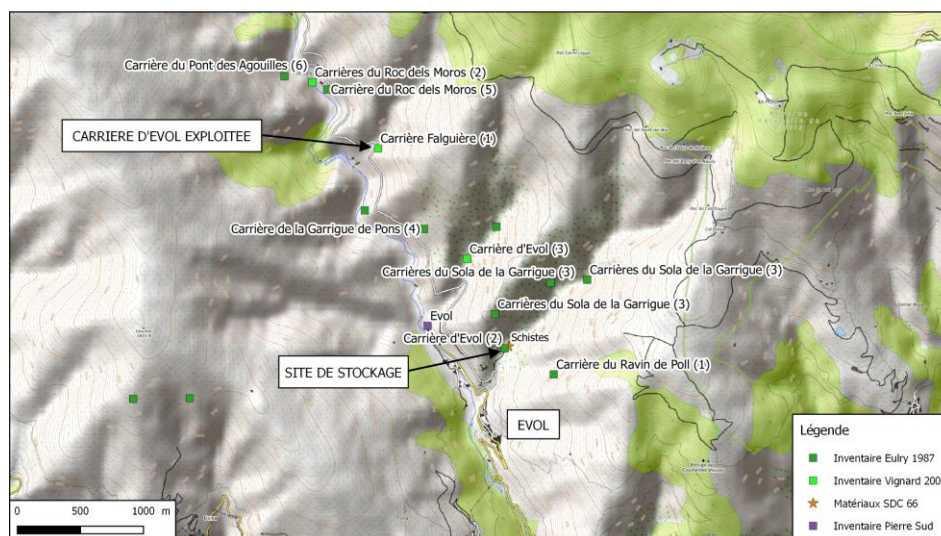 Carrière du Pont des Agouilles (6)
Carrières du Roc dels Moros (2)
Carrière du Roc dels Moros (5)
CARRIERE D'EVOL EXPLOITEE
Carrière Falguière (1)
Carrière de la Garrigue de Pons (4)
Carrière d'Evol (3)
Carrières du Sola de la Garrigue (3)
Carrières du Sola de la Garrigue (3)
Carrières du Sola de la Garrigue (3)
Evol
Carrière d'Evol (2)
Schistes
SITE DE STOCKAGE
Carrière du Ravin de Poll (1)
EVOL
Légende
Inventaire Eulry 1987
Inventaire Vignard 200
Matériaux SDC 66
Inventaire Pierre Sud
0 500 1000 m